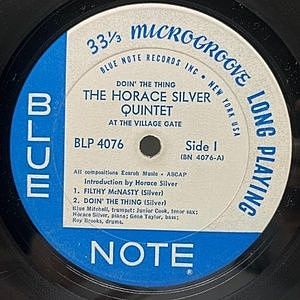 33 1/3 MICROGROOVE LONG PLAYING
BLUE NOTE RECORDS INC • NEW YORK USA
DOIN' THE THING
THE HORACE SILVER
QUINTET
AT THE VILLAGE GATE
BLP 4076 Side 1
(BN 4076-A)
All compositions Ecaroh Music - ASCAP
Introduction by Horace Silver
1. FILTHY McNASTY (Silver)
2. DOIN' THE THING (Silver)
Blue Mitchell, trumpet; Junior Cook, tenor sax;
Horace Silver, piano; Gene Taylor, bass;
Roy Brooks, drums.
BLUE
NOTE
®